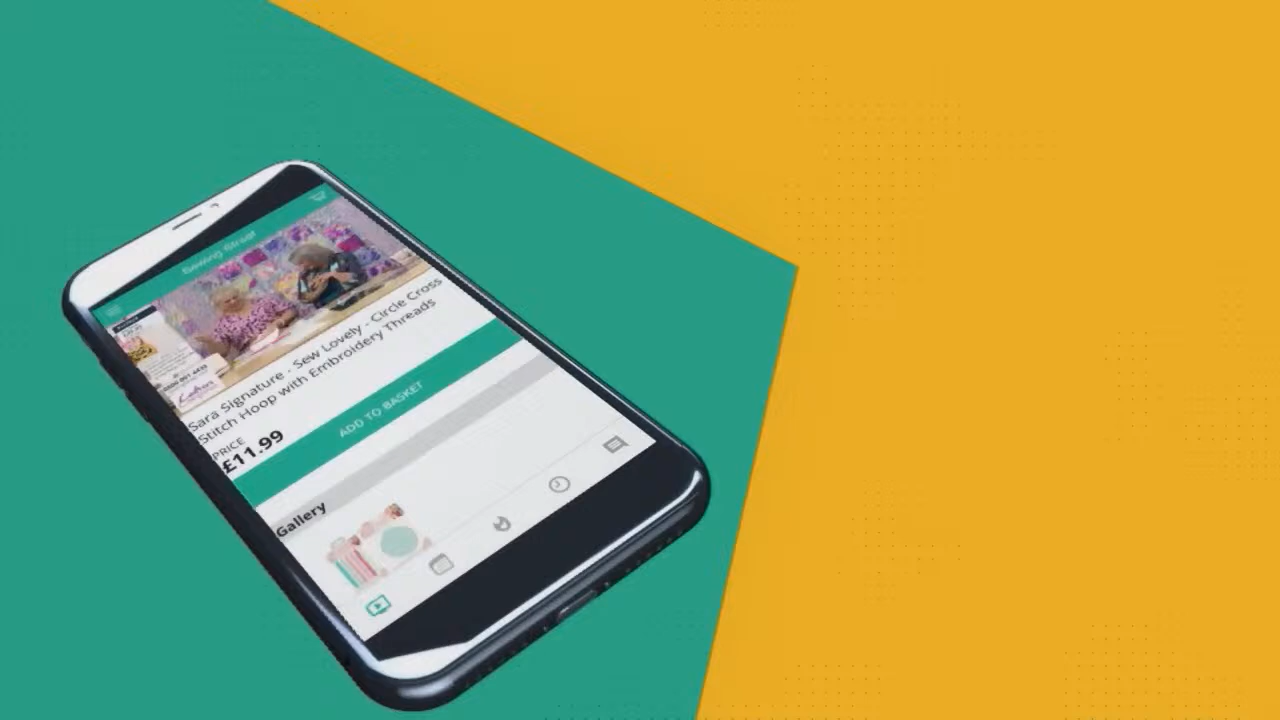 Sewing Street
Sara Signature - Sew Lovely - Circle Cross
Stitch Hoop with Embroidery Threads
PRICE
£11.99
ADD TO BASKET
Gallery